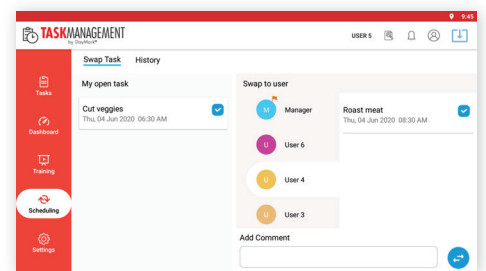 9:45
TASKMANAGEMENT
by DayMark®
USER 5
Swap Task History
Tasks
Dashboard
Training
Scheduling
Settings
My open task
Cut veggies
Thu, 04 Jun 2020 06:30 AM
Swap to user
M Manager
U User 6
U User 4
U User 3
Roast meat
Thu, 04 Jun 2020 08:30 AM
Add Comment